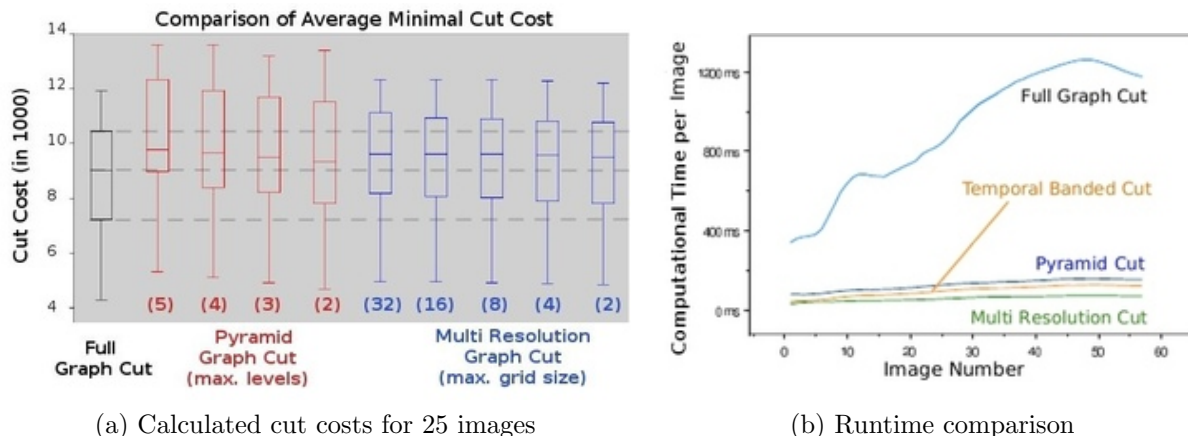 Comparison of Average Minimal Cut Cost
Cut Cost (in 1000)
14
12
10
8
6
4
(5) (4) (3) (2) (32) (16) (8) (4) (2)
Full
Graph Cut
Pyramid
Graph Cut
(max. levels)
Multi Resolution
Graph Cut
(max. grid size)
(a) Calculated cut costs for 25 images
Computational Time per Image
1200 ms
800 ms
400 ms
0 ms
Full Graph Cut
Temporal Banded Cut
Pyramid Cut
Multi Resolution Cut
0 10 20 30 40 50 60
Image Number
(b) Runtime comparison